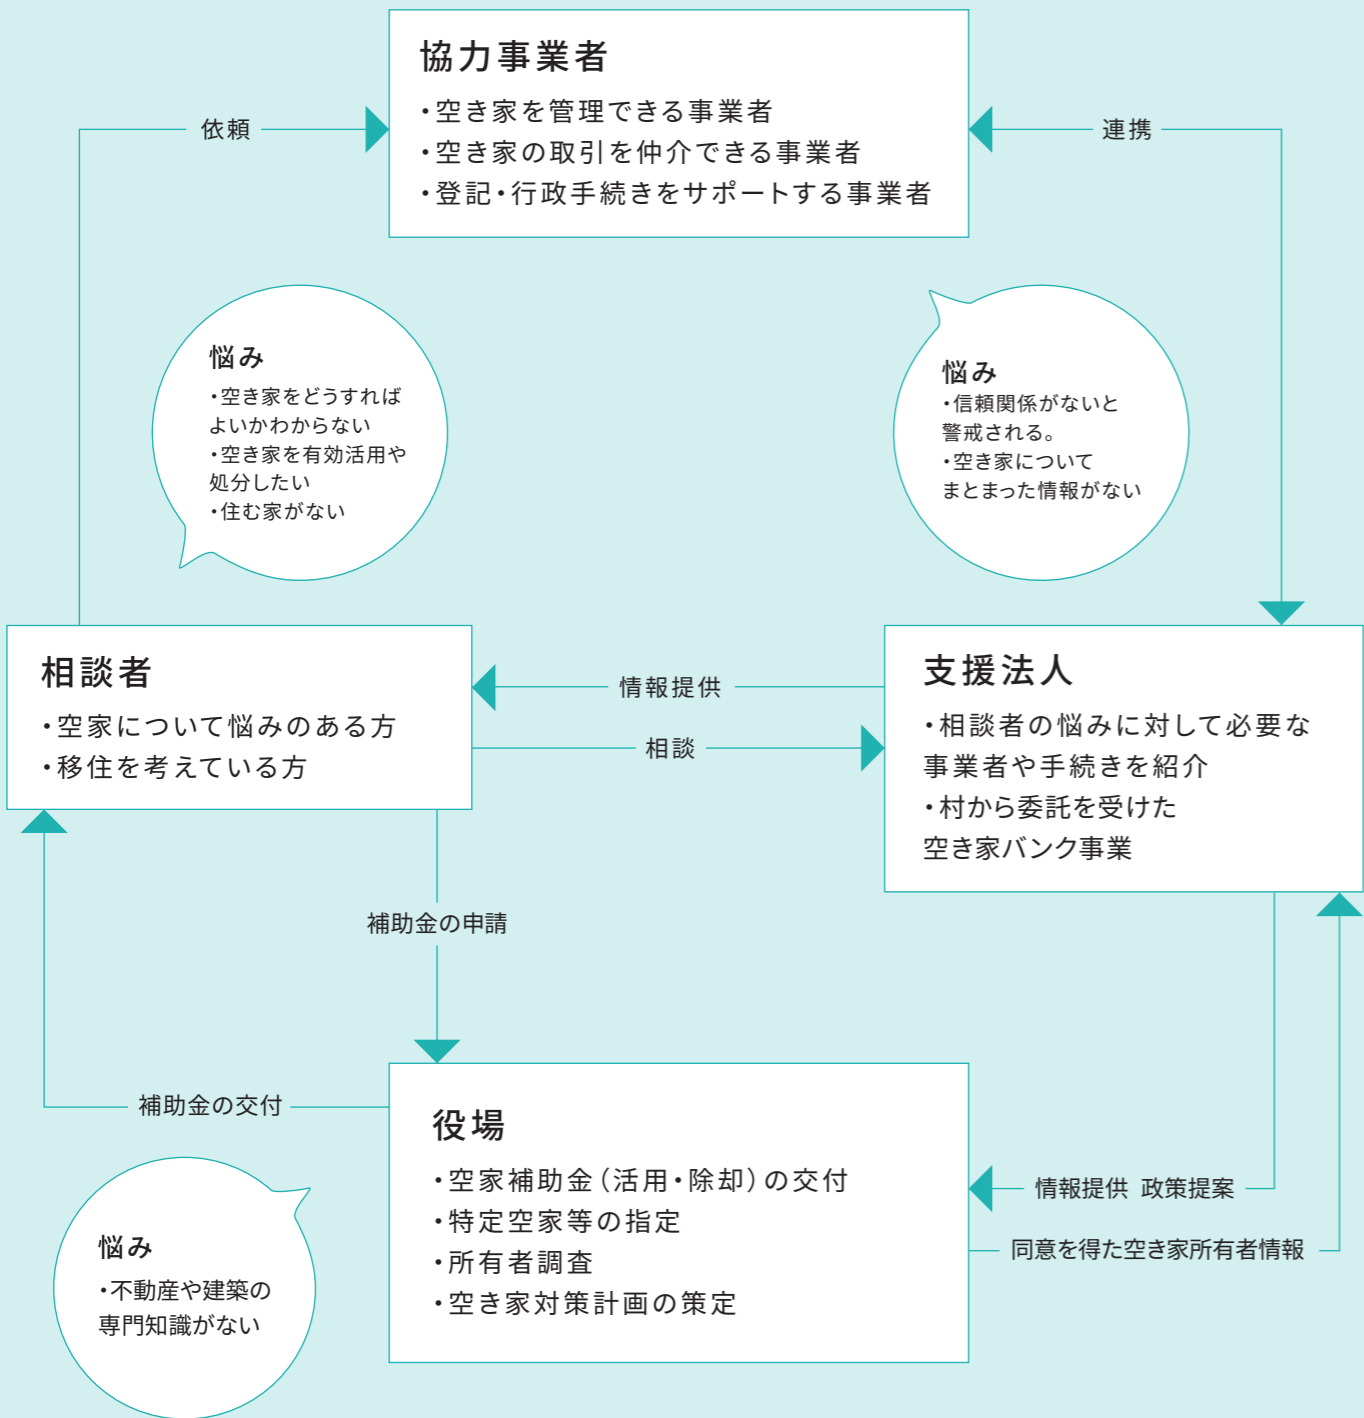 協力事業者
・空き家を管理できる事業者
・空き家の取引を仲介できる事業者
・登記・行政手続きをサポートする事業者
依頼
連携
悩み
・空き家をどうすれば
よいかわからない
・空き家を有効活用や
処分したい
・住む家がない
悩み
・信頼関係がないと
警戒される。
・空き家について
まとまった情報がない
相談者
・空家について悩みのある方
・移住を考えている方
情報提供
相談
支援法人
・相談者の悩みに対して必要な
事業者や手続きを紹介
・村から委託を受けた
空き家バンク事業
補助金の申請
補助金の交付
役場
・空家補助金（活用・除却）の交付
・特定空家等の指定
・所有者調査
・空き家対策計画の策定
情報提供 政策提案
同意を得た空き家所有者情報
悩み
・不動産や建築の
専門知識がない